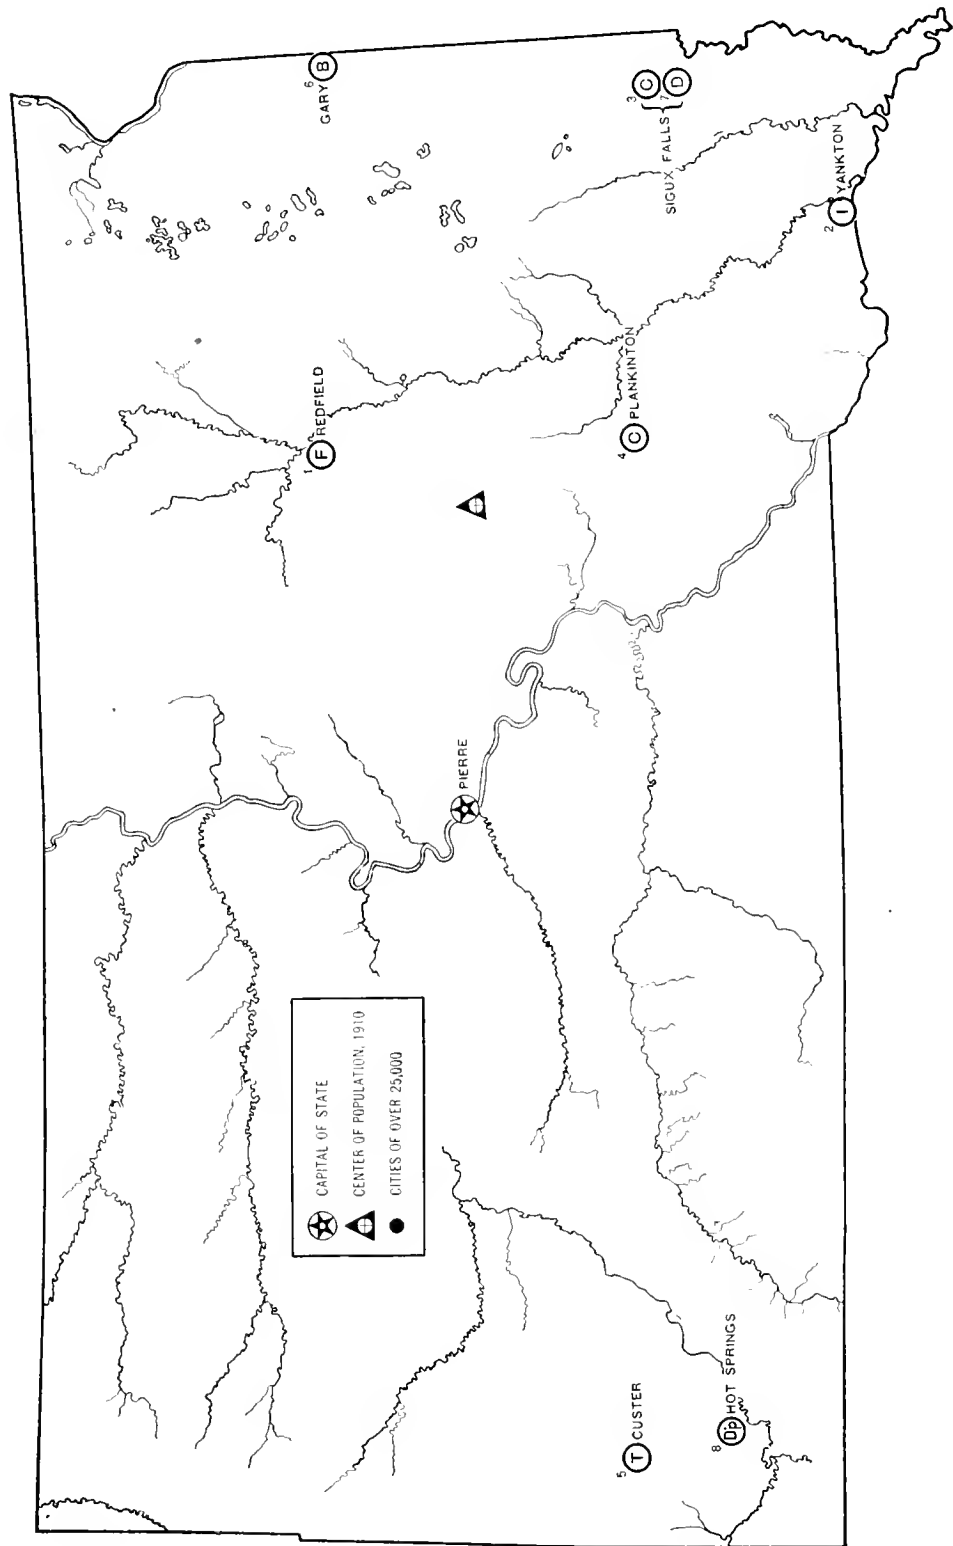 6 B
GARY
3 C
7 D
SIOUX FALLS
2 I YANKTON
1 F REDFIELD
4 C PLANKINTON
PIERRE
CAPITAL OF STATE
CENTER OF POPULATION, 1910
CITIES OF OVER 25,000
5 T CUSTER
8 Dp HOT SPRINGS